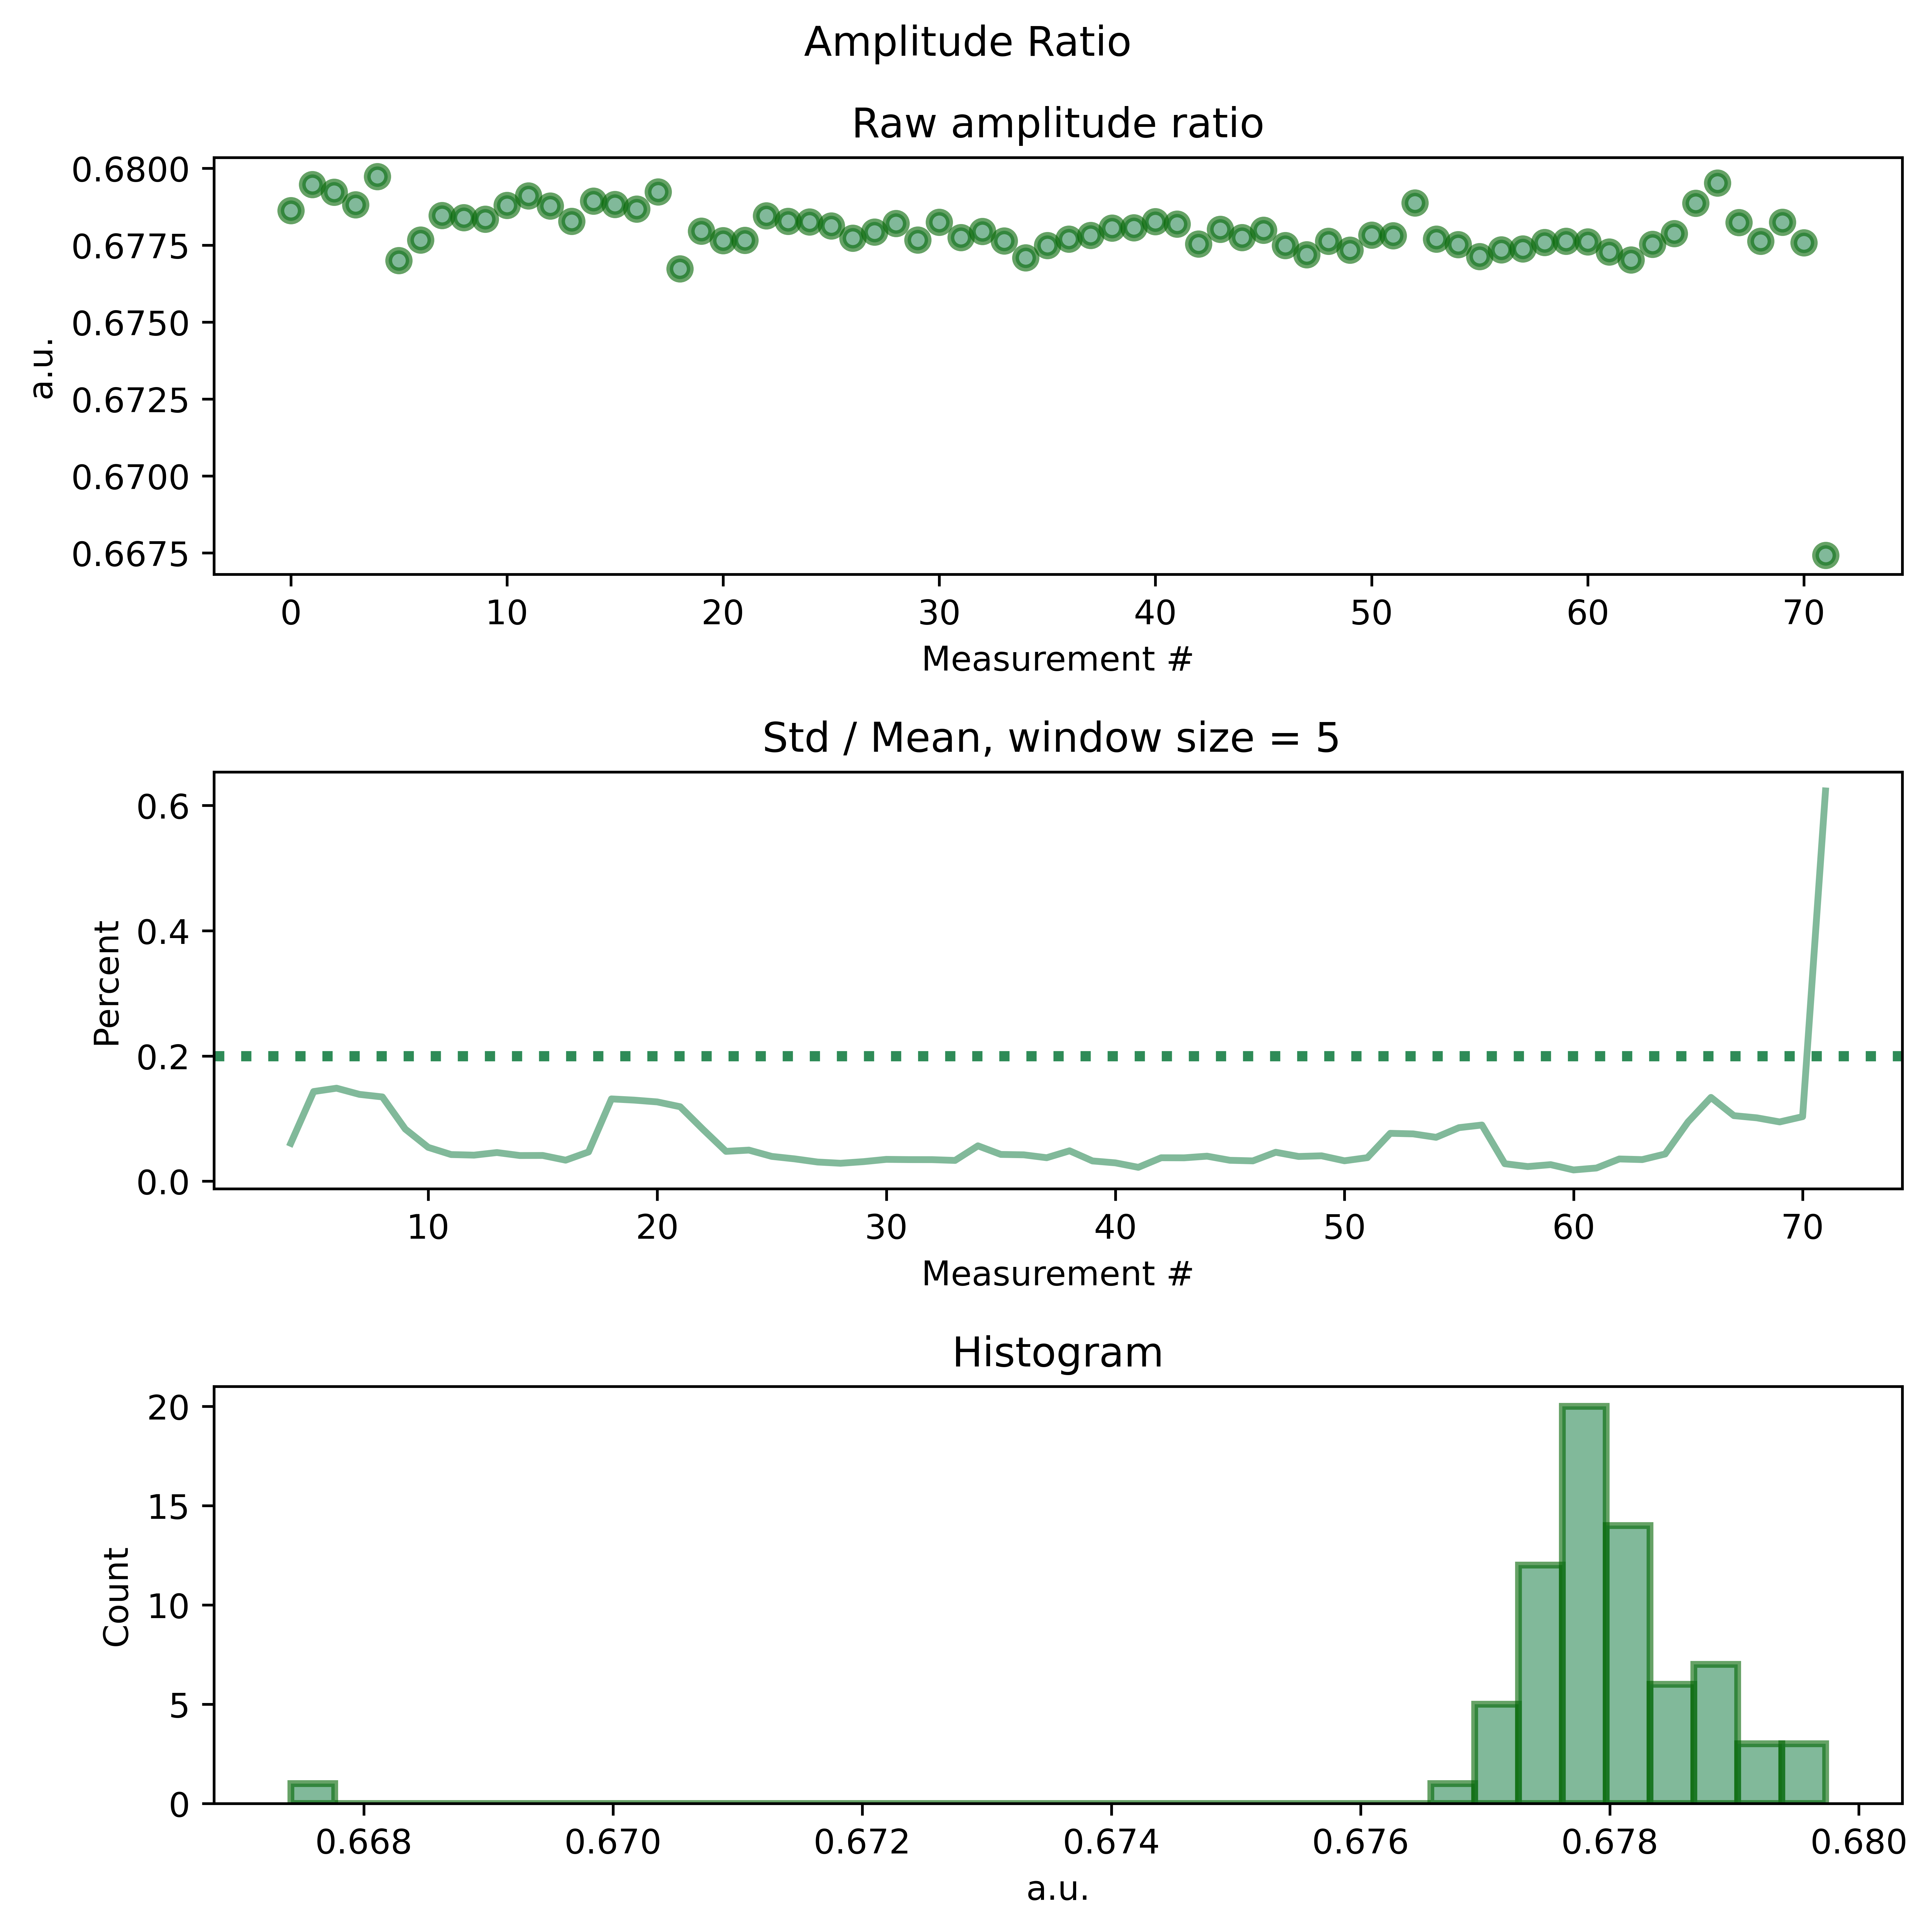 Amplitude Ratio
Raw amplitude ratio
0.6800
0.6775
0.6750
0.6725
0.6700
0.6675
a.u.
0 10 20 30 40 50 60 70
Measurement #
Std / Mean, window size = 5
0.6
0.4
0.2
0.0
Percent
10 20 30 40 50 60 70
Measurement #
Histogram
20
15
10
5
0
Count
0.668 0.670 0.672 0.674 0.676 0.678 0.680
a.u.